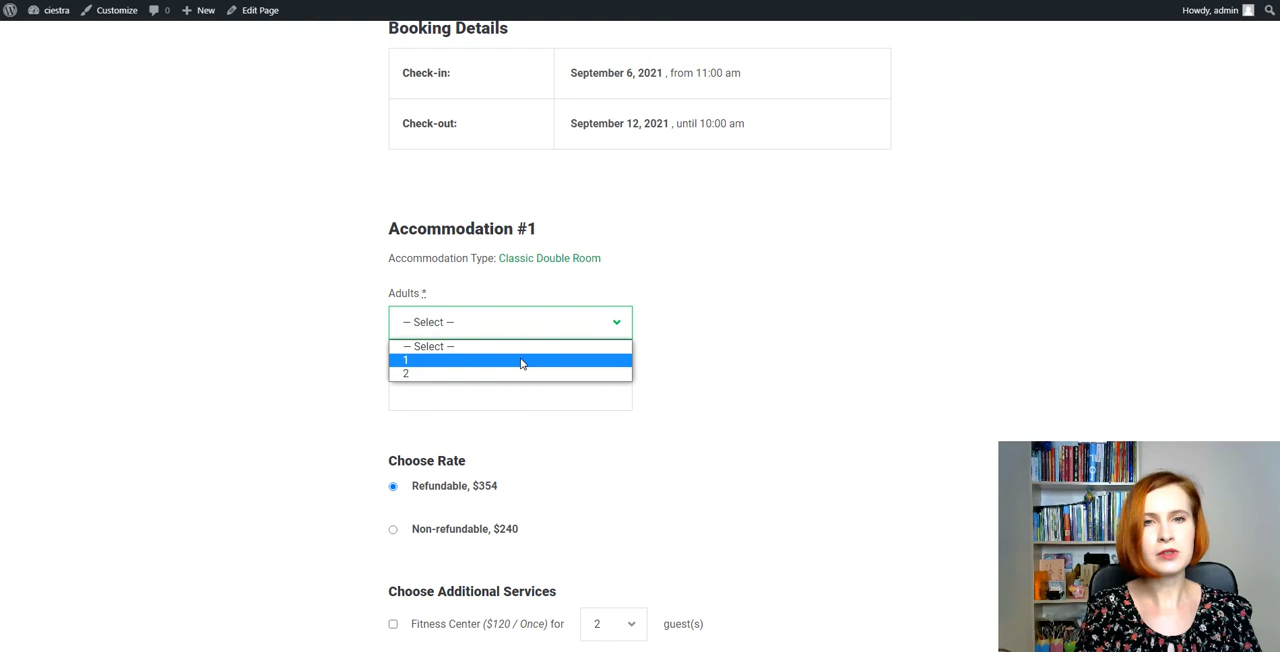 ciestra Customize 0 New Edit Page Howdy, admin
Booking Details
Check-in: September 6, 2021 , from 11:00 am
Check-out: September 12, 2021 , until 10:00 am
Accommodation #1
Accommodation Type: Classic Double Room
Adults *
— Select —
— Select —
1
2
Choose Rate
Refundable, $354
Non-refundable, $240
Choose Additional Services
Fitness Center ($120 / Once) for 2 guest(s)